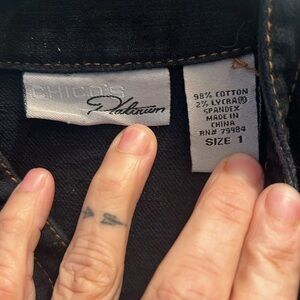 CHICO'S
Platinum
98% COTTON
2% LYCRA®
SPANDEX
MADE IN
CHINA
RN# 79984
SIZE 1